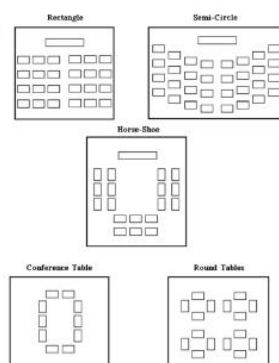 Rectangle
Semi-Circle
Horse-Shoe
Conference Table
Round Tables